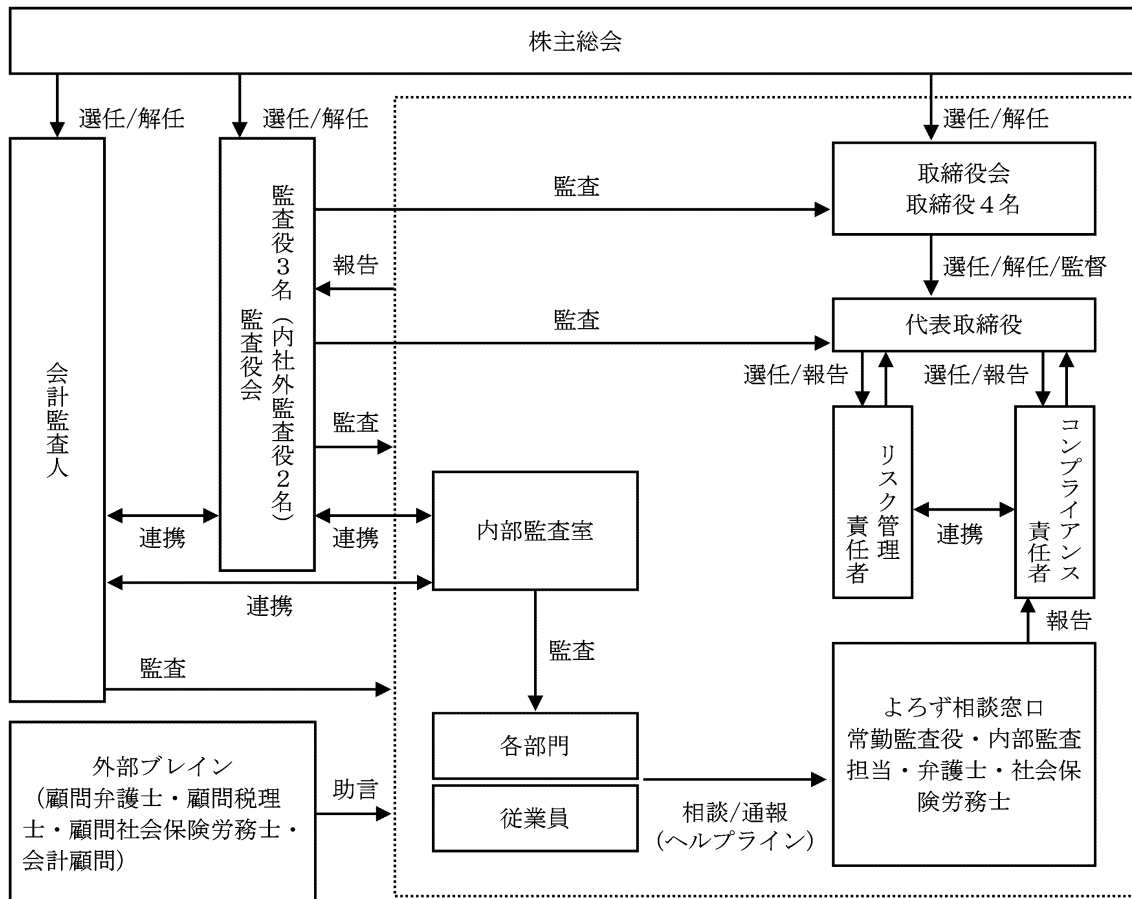 株主総会
選任/解任
選任/解任
選任/解任
会計監査人
監査役3名(内社外監査役2名)
監査役会
監査
報告
監査
監査
取締役会
取締役4名
選任/解任/監督
代表取締役
選任/報告
選任/報告
リスク管理
責任者
連携
コンプライアンス
責任者
連携
連携
内部監査室
連携
報告
監査
監査
各部門
従業員
相談/通報
(ヘルプライン)
よろず相談窓口
常勤監査役・内部監査
担当・弁護士・社会保
険労務士
外部ブレイン
(顧問弁護士・顧問税理
士・顧問社会保険労務士・
会計顧問)
助言